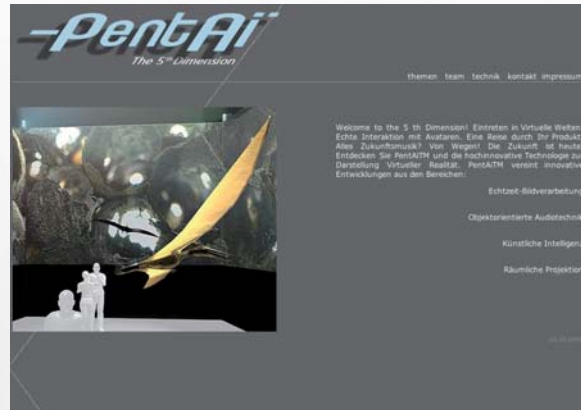 PentAï
The 5th Dimension
themen team technik kontakt impressum
Welcome to the 5 th Dimension! Eintreten in Virtuelle Welten.
Echte Interaktion mit Avataren. Eine Reise durch Ihr Produkt.
Alles Zukunftsmusik? Von Wegen! Die Zukunft ist heute.
Entdecken Sie PentAiTM und die hochinnovative Technologie zur
Darstellung Virtueller Realität. PentAiTM vereint innovative
Entwicklungen aus den Bereichen:
Echtzeit-Bildverarbeitung
Objektorientierte Audiotechnik
Künstliche Intelligenz
Räumliche Projektion